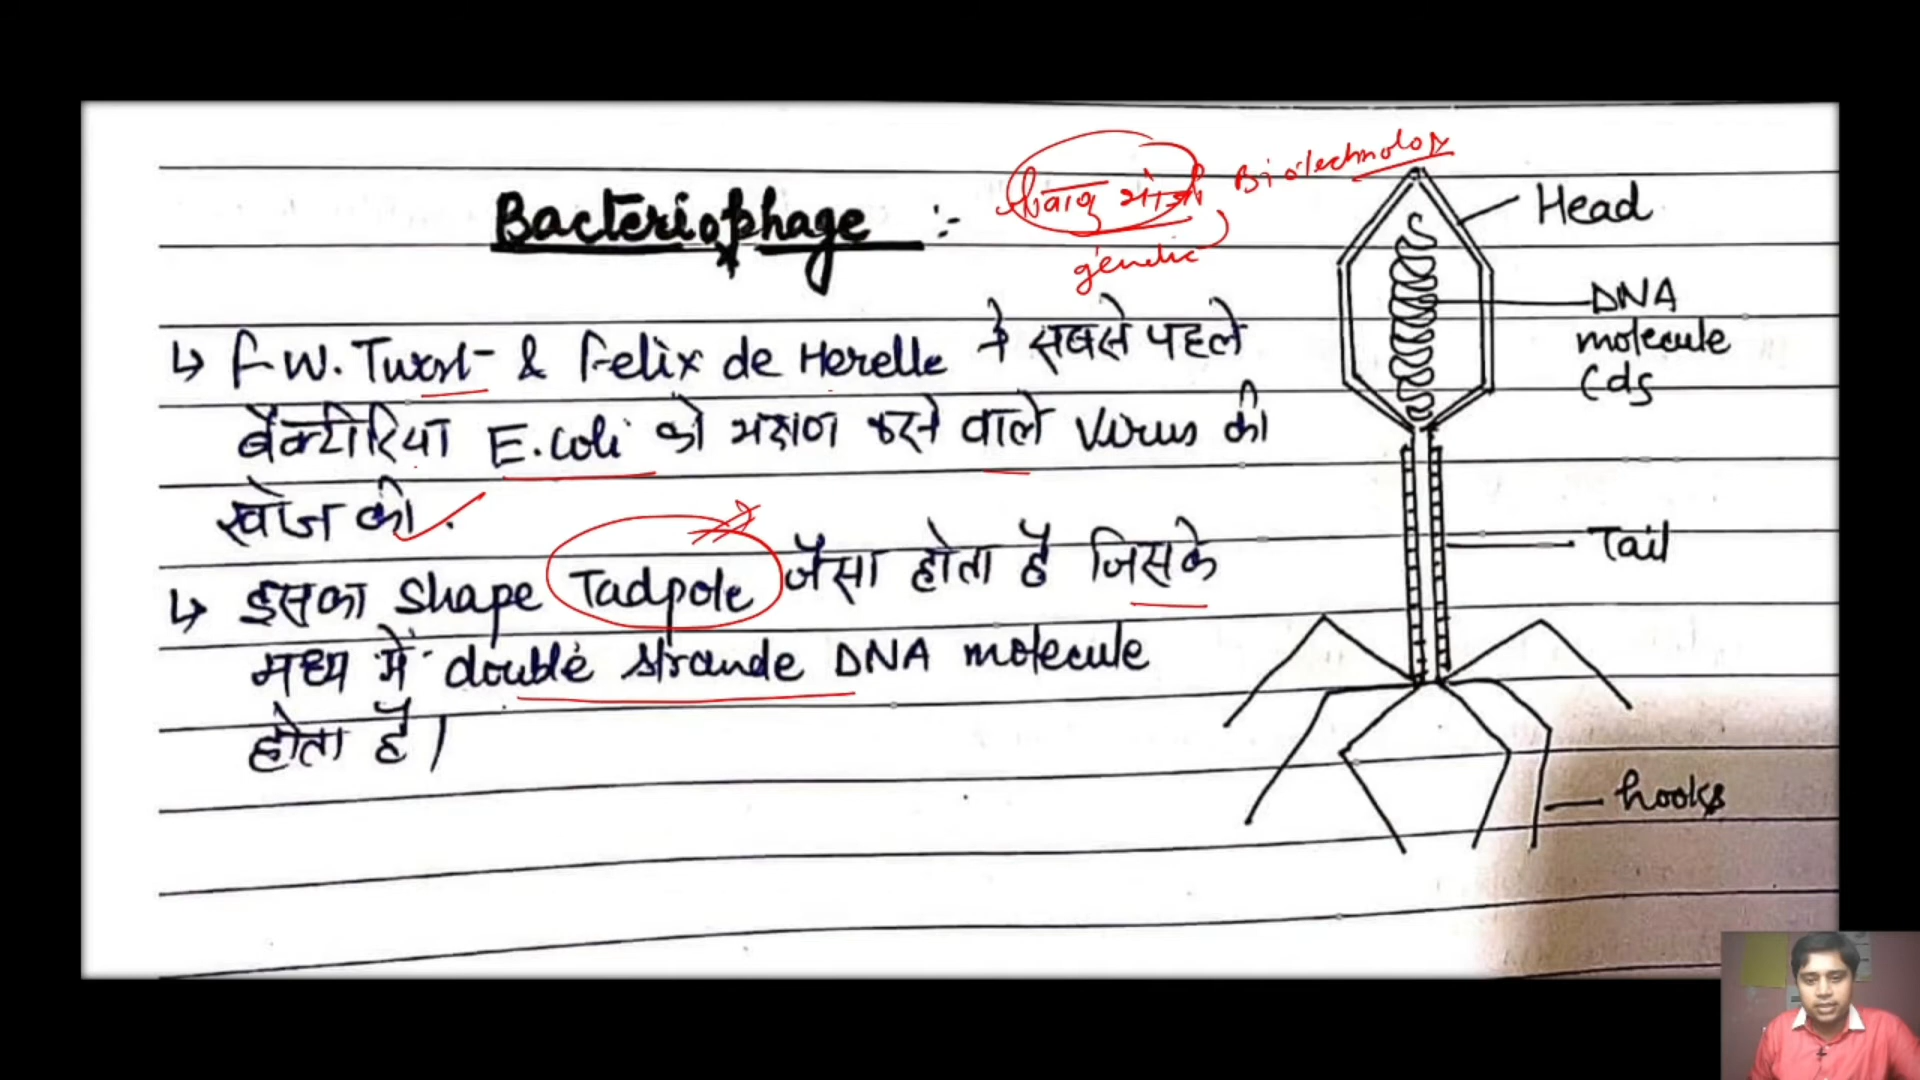 Bacteriophage :-
Biotechnology
genetic
↳ F.W. Twort & Felix de Herelle ने सबसे पहले
बैक्टीरिया E.Coli को भक्षण करने वाले Virus की
खोज की.
↳ इसका shape Tadpole जैसा होता है जिसके
मध्य में double strande DNA molecule
होता है।
Head
DNA
molecule
Cds
Tail
hooks